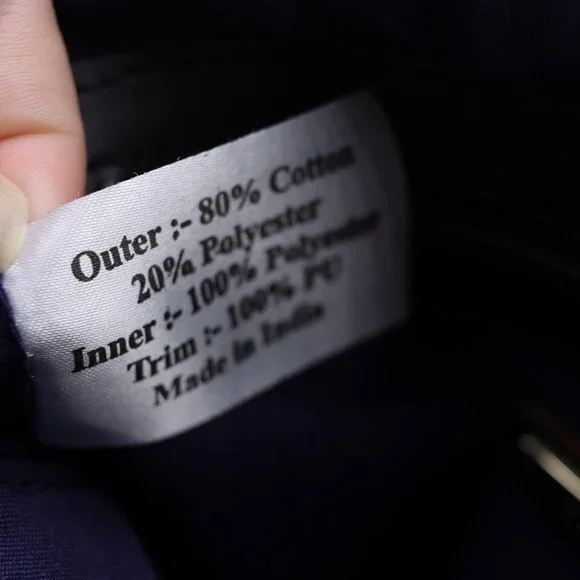 Outer :- 80% Cotton
20% Polyester
Inner :- 100% Polyester
Trim :- 100% PU
Made in India